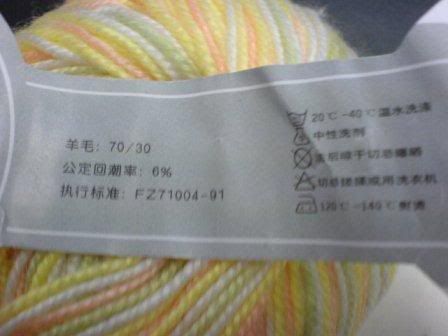 羊毛: 70/30
公定回潮率: 6%
执行标准: FZ71004-91
20℃-40℃温水洗涤
中性洗剂
洗后晾干切忌曝晒
切忌搓揉或用洗衣机
120℃-140℃熨烫